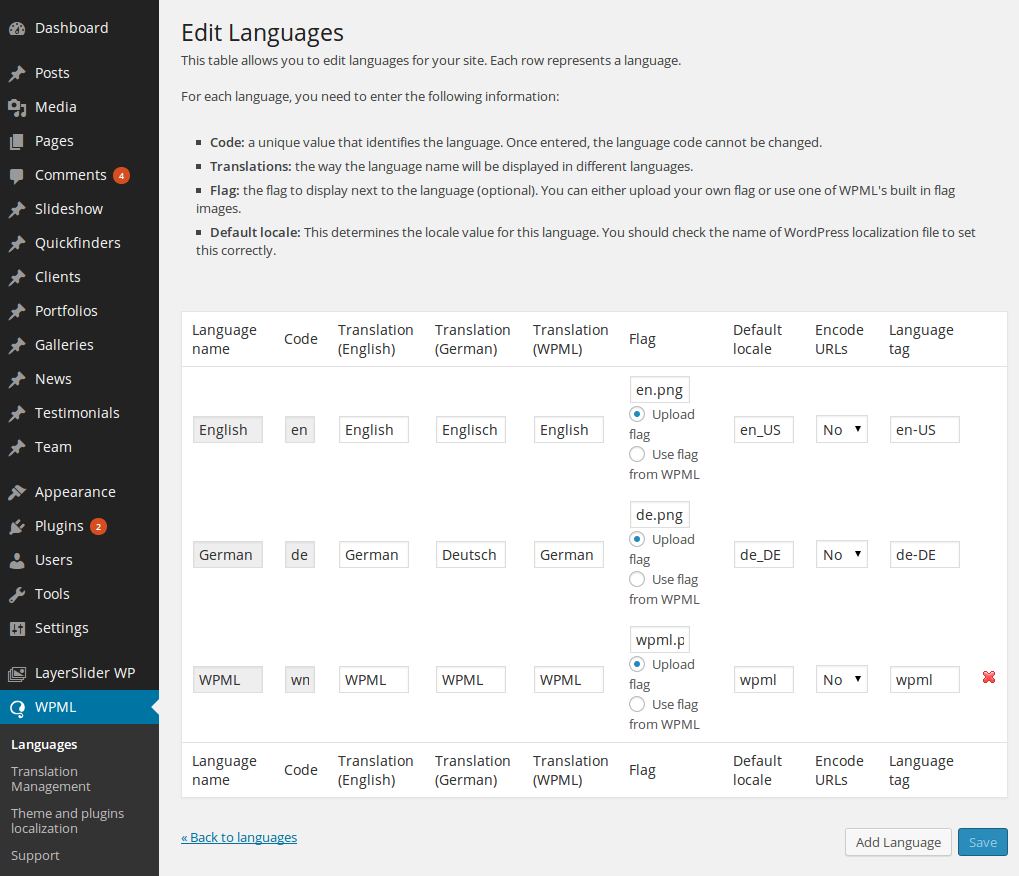 Dashboard
Posts
Media
Pages
Comments 4
Slideshow
Quickfinders
Clients
Portfolios
Galleries
News
Testimonials
Team
Appearance
Plugins 2
Users
Tools
Settings
LayerSlider WP
WPML
Languages
Translation
Management
Theme and plugins
localization
Support
Edit Languages
This table allows you to edit languages for your site. Each row represents a language.
For each language, you need to enter the following information:
Code: a unique value that identifies the language. Once entered, the language code cannot be changed.
Translations: the way the language name will be displayed in different languages.
Flag: the flag to display next to the language (optional). You can either upload your own flag or use one of WPML's built in flag
images.
Default locale: This determines the locale value for this language. You should check the name of WordPress localization file to set
this correctly.
Language Translation Translation Translation Default Encode Language
name Code (English) (German) (WPML) Flag locale URLs tag
en.png
Upload
English en English Englisch English flag en_US No en-US
Use flag
from WPML
de.png
Upload
German de German Deutsch German flag de_DE No de-DE
Use flag
from WPML
wpml.p
Upload
WPML WPML WPML WPML flag wpml No wpml
Use flag
from WPML
Language Translation Translation Translation Default Encode Language
name Code (English) (German) (WPML) Flag locale URLs tag
« Back to languages
Add Language Save